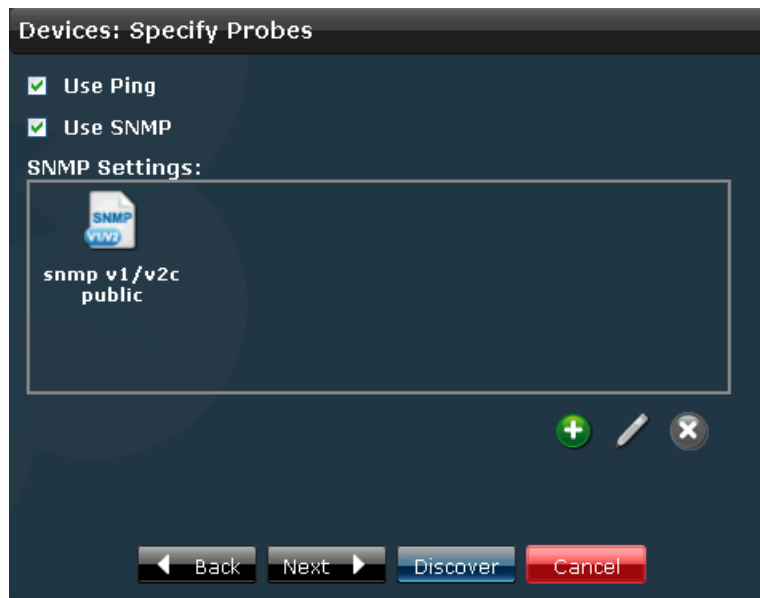 Devices: Specify Probes
Use Ping
Use SNMP
SNMP Settings:
SNMP
V1/V2
snmp v1/v2c
public
Back
Next
Discover
Cancel